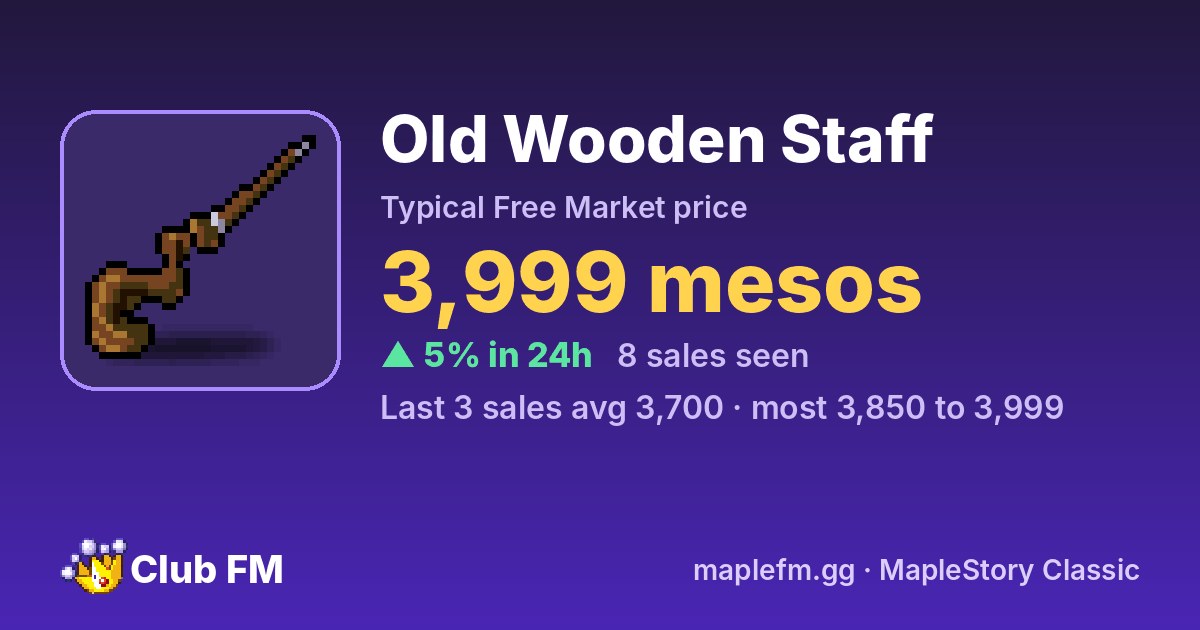 Old Wooden Staff
Typical Free Market price
3,999 mesos
▲ 5% in 24h 8 sales seen
Last 3 sales avg 3,700 · most 3,850 to 3,999
Club FM
maplefm.gg · MapleStory Classic